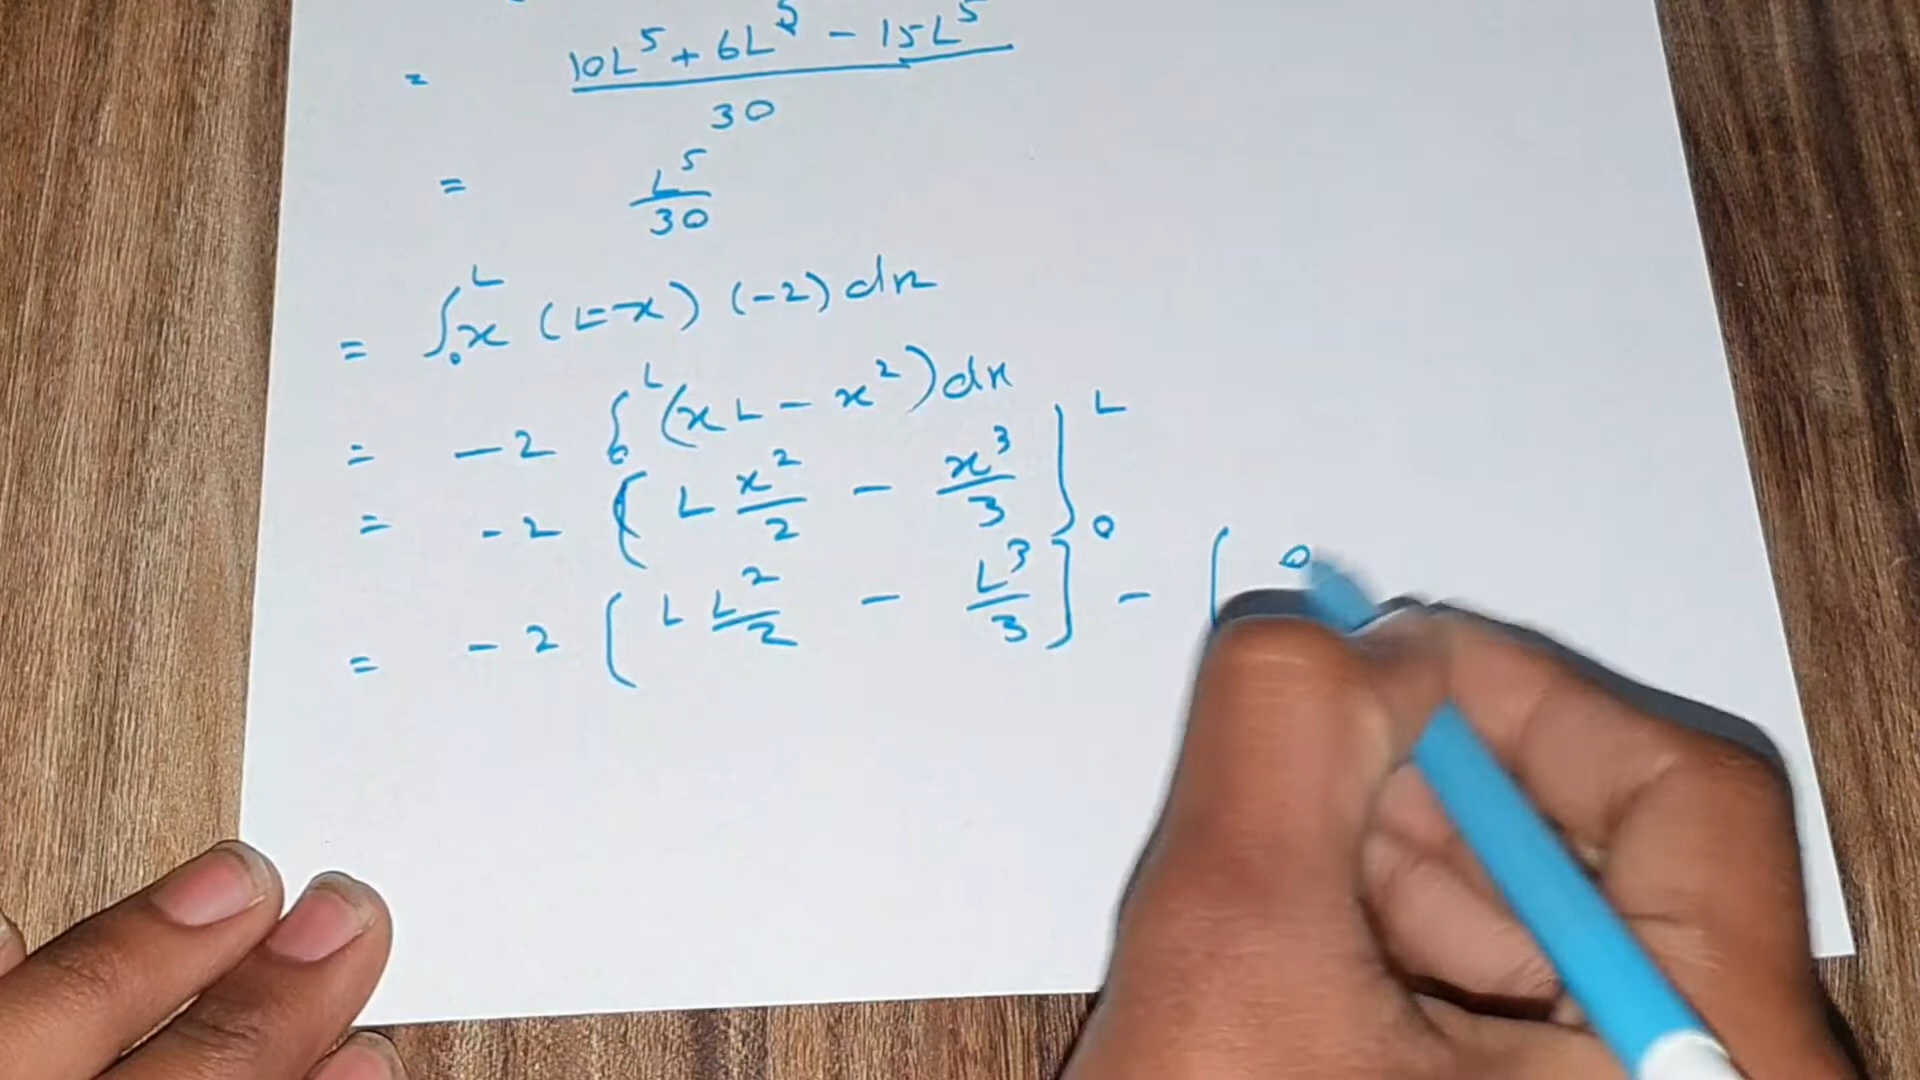 = 10L⁵ + 6L⁵ - 15L⁵ / 30
= L⁵ / 30
= ∫₀ᴸ x (L-x) (-2) dx
= -2 ∫₀ᴸ (xL - x²) dx
= -2 ( L x²/2 - x³/3 }₀ᴸ
= -2 [ L L²/2 - L³/3 ] - [ 0